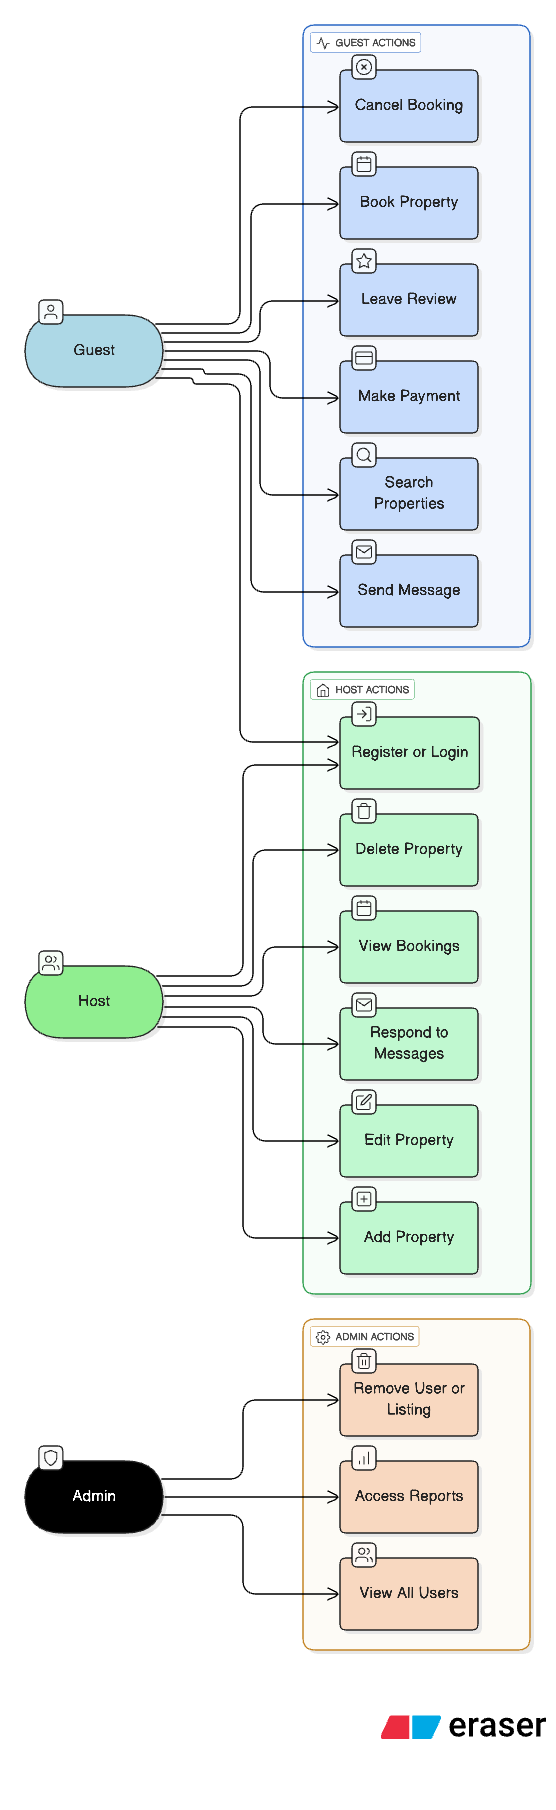 GUEST ACTIONS
Cancel Booking
Book Property
Leave Review
Guest
Make Payment
Search
Properties
Send Message
HOST ACTIONS
Register or Login
Delete Property
View Bookings
Host
Respond to
Messages
Edit Property
Add Property
ADMIN ACTIONS
Remove User or
Listing
Admin
Access Reports
View All Users
eraser